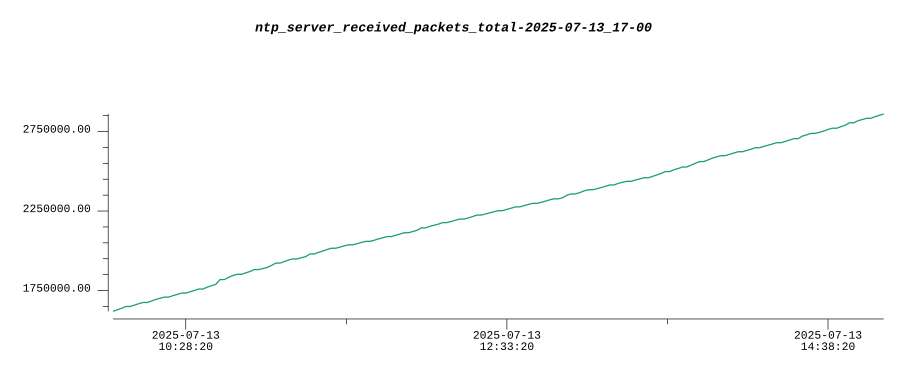 ntp_server_received_packets_total-2025-07-13_17-00
2750000.00
2250000.00
1750000.00
2025-07-13 2025-07-13 2025-07-13
10:28:20 12:33:20 14:38:20